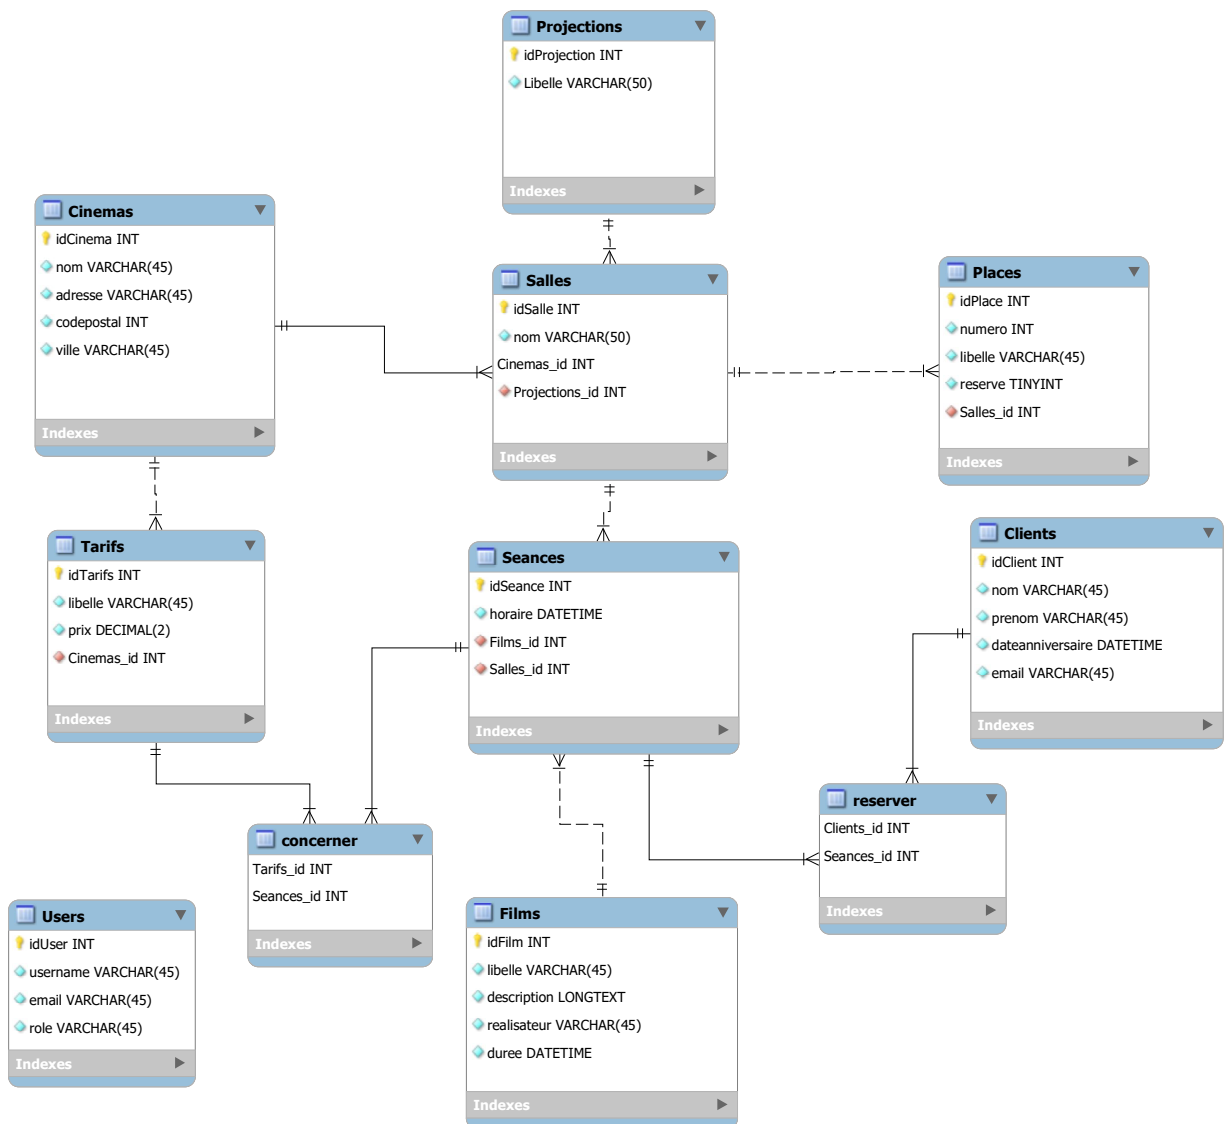 Projections
idProjection INT
Libelle VARCHAR(50)
Indexes
Cinemas
idCinema INT
nom VARCHAR(45)
adresse VARCHAR(45)
codepostal INT
ville VARCHAR(45)
Indexes
Salles
idSalle INT
nom VARCHAR(50)
Cinemas_id INT
Projections_id INT
Indexes
Places
idPlace INT
numero INT
libelle VARCHAR(45)
reserve TINYINT
Salles_id INT
Indexes
Tarifs
idTarifs INT
libelle VARCHAR(45)
prix DECIMAL(2)
Cinemas_id INT
Indexes
Seances
idSeance INT
horaire DATETIME
Films_id INT
Salles_id INT
Indexes
Clients
idClient INT
nom VARCHAR(45)
prenom VARCHAR(45)
dateanniversaire DATETIME
email VARCHAR(45)
Indexes
concerner
Tarifs_id INT
Seances_id INT
Indexes
reserver
Clients_id INT
Seances_id INT
Indexes
Users
idUser INT
username VARCHAR(45)
email VARCHAR(45)
role VARCHAR(45)
Indexes
Films
idFilm INT
libelle VARCHAR(45)
description LONGTEXT
realisateur VARCHAR(45)
duree DATETIME
Indexes